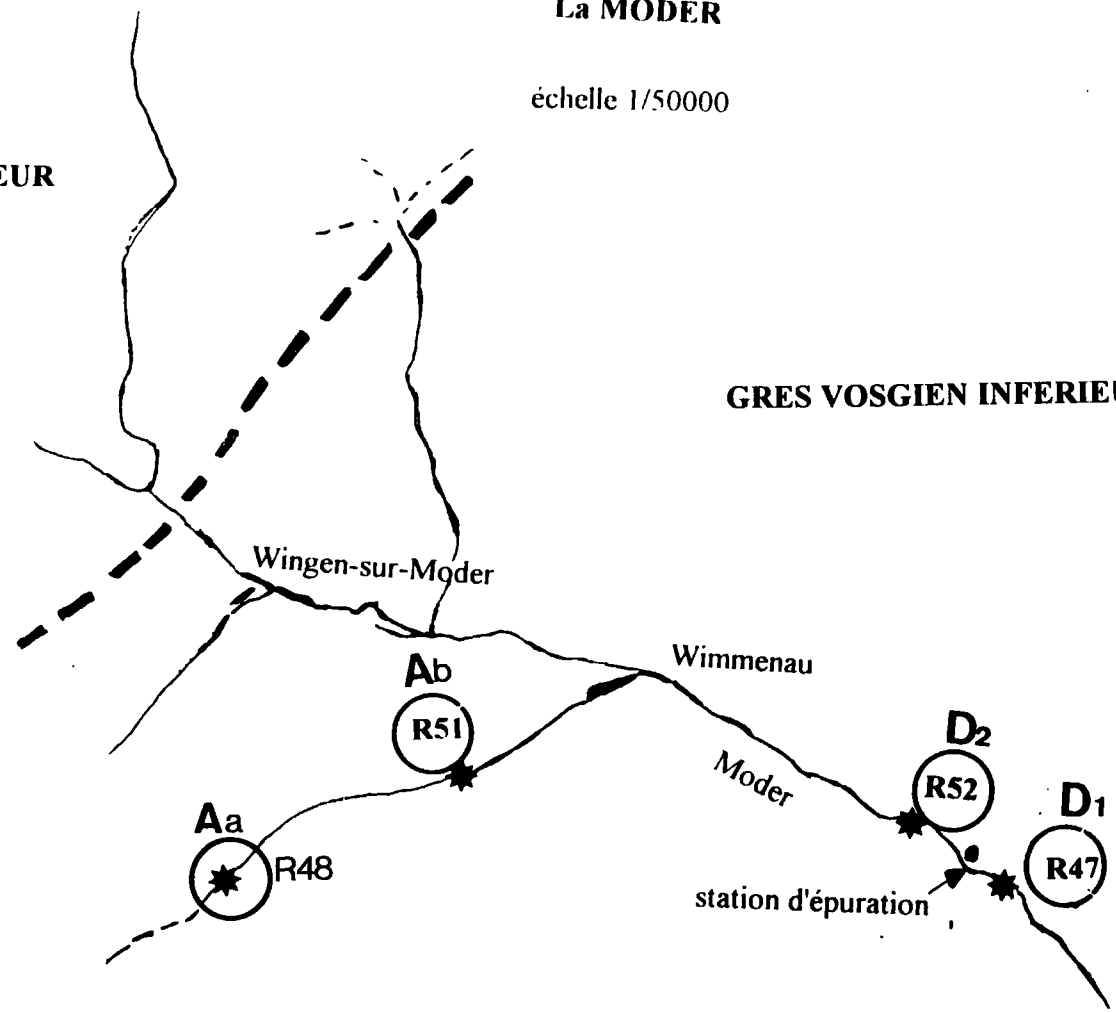 La MODER
échelle 1/50000
EUR
GRES VOSGIEN INFERIEU
Wingen-sur-Moder
Wimmenau
Ab
R51
Moder
D2
R52
D1
R47
Aa
R48
station d'épuration